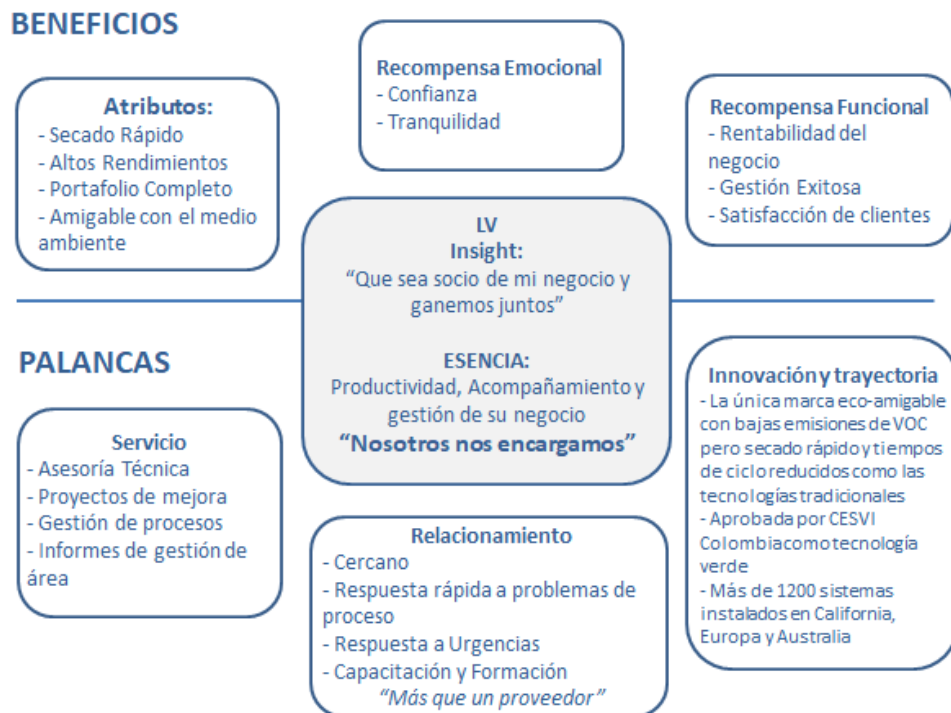 BENEFICIOS
Atributos:
- Secado Rápido
- Altos Rendimientos
- Portafolio Completo
- Amigable con el medio
ambiente
Recompensa Emocional
- Confianza
- Tranquilidad
Recompensa Funcional
- Rentabilidad del
negocio
- Gestión Exitosa
- Satisfacción de clientes
LV
Insight:
“Que sea socio de mi negocio y
ganemos juntos”
ESENCIA:
Productividad, Acompañamiento y
gestión de su negocio
“Nosotros nos encargamos”
PALANCAS
Servicio
- Asesoría Técnica
- Proyectos de mejora
- Gestión de procesos
- Informes de gestión de
área
Relacionamiento
- Cercano
- Respuesta rápida a problemas de
proceso
- Respuesta a Urgencias
- Capacitación y Formación
“Más que un proveedor”
Innovación y trayectoria
- La única marca eco-amigable
con bajas emisiones de VOC
pero secado rápido y tiempos
de ciclo reducidos como las
tecnologías tradicionales
- Aprobada por CESVI
Colombiacomo tecnología
verde
- Más de 1200 sistemas
instalados en California,
Europa y Australia